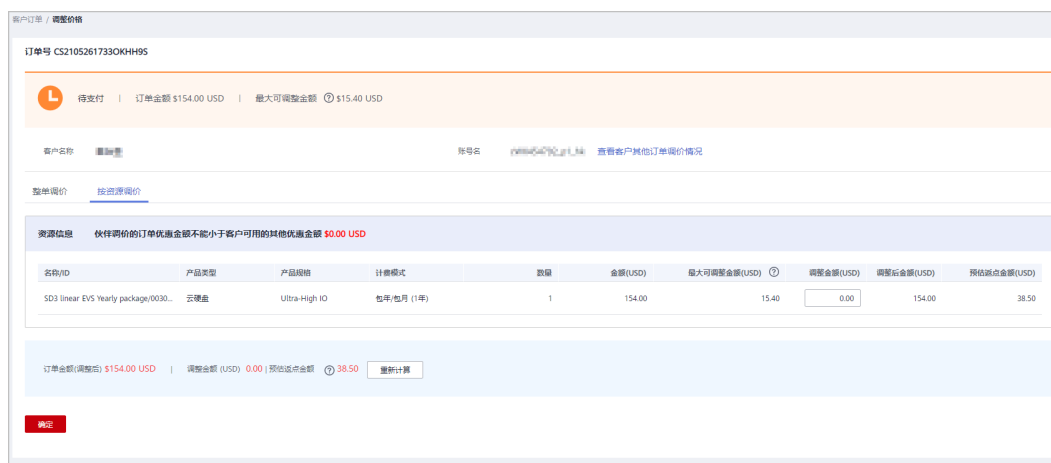 客户订单 / 调整价格
订单号 CS2105261733OKHH9S
待支付 | 订单金额 $154.00 USD | 最大可调整金额 ? $15.40 USD
客户名称 账号名 查看客户其他订单调价情况
整单调价 按资源调价
资源信息 伙伴调价的订单优惠金额不能小于客户可用的其他优惠金额 $0.00 USD
名称/ID 产品类型 产品规格 计费模式 数量 金额(USD) 最大可调整金额(USD) ? 调整金额(USD) 调整后金额(USD) 预估返点金额(USD)
SD3 linear EVS Yearly package/0030... 云硬盘 Ultra-High IO 包年/包月 (1年) 1 154.00 15.40 0.00 154.00 38.50
订单金额(调整后) $154.00 USD | 调整金额 (USD) 0.00 | 预估返点金额 ? 38.50 重新计算
确定